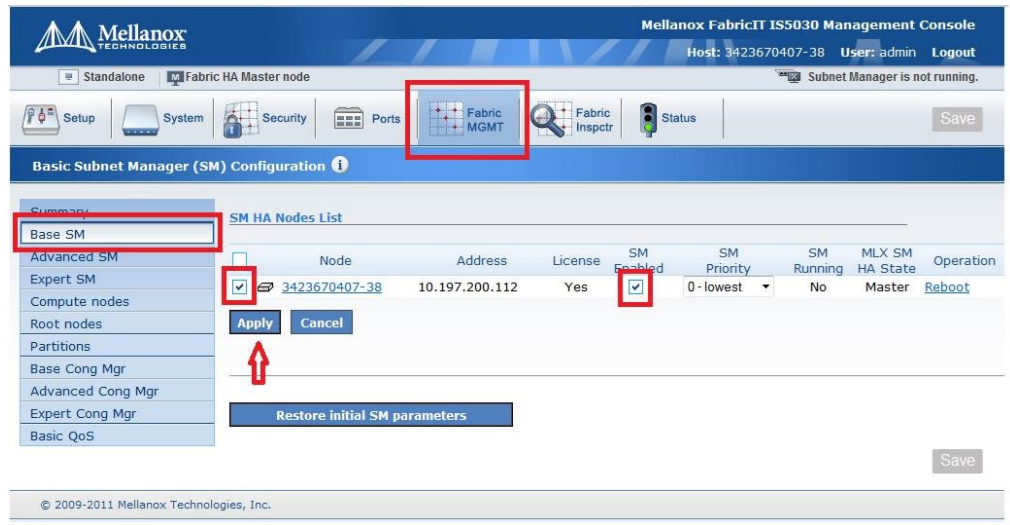 Mellanox
TECHNOLOGIES
Mellanox FabricIT IS5030 Management Console
Host: 3423670407-38 User: admin Logout
Standalone Fabric HA Master node Subnet Manager is not running.
Setup System Security Ports Fabric MGMT Fabric Inspctr Status Save
Basic Subnet Manager (SM) Configuration i
Summary
Base SM
Advanced SM
Expert SM
Compute nodes
Root nodes
Partitions
Base Cong Mgr
Advanced Cong Mgr
Expert Cong Mgr
Basic QoS
SM HA Nodes List
Node Address License SM Enabled SM Priority SM Running MLX SM HA State Operation
3423670407-38 10.197.200.112 Yes 0 - lowest No Master Reboot
Apply Cancel
Restore initial SM parameters
Save
© 2009-2011 Mellanox Technologies, Inc.